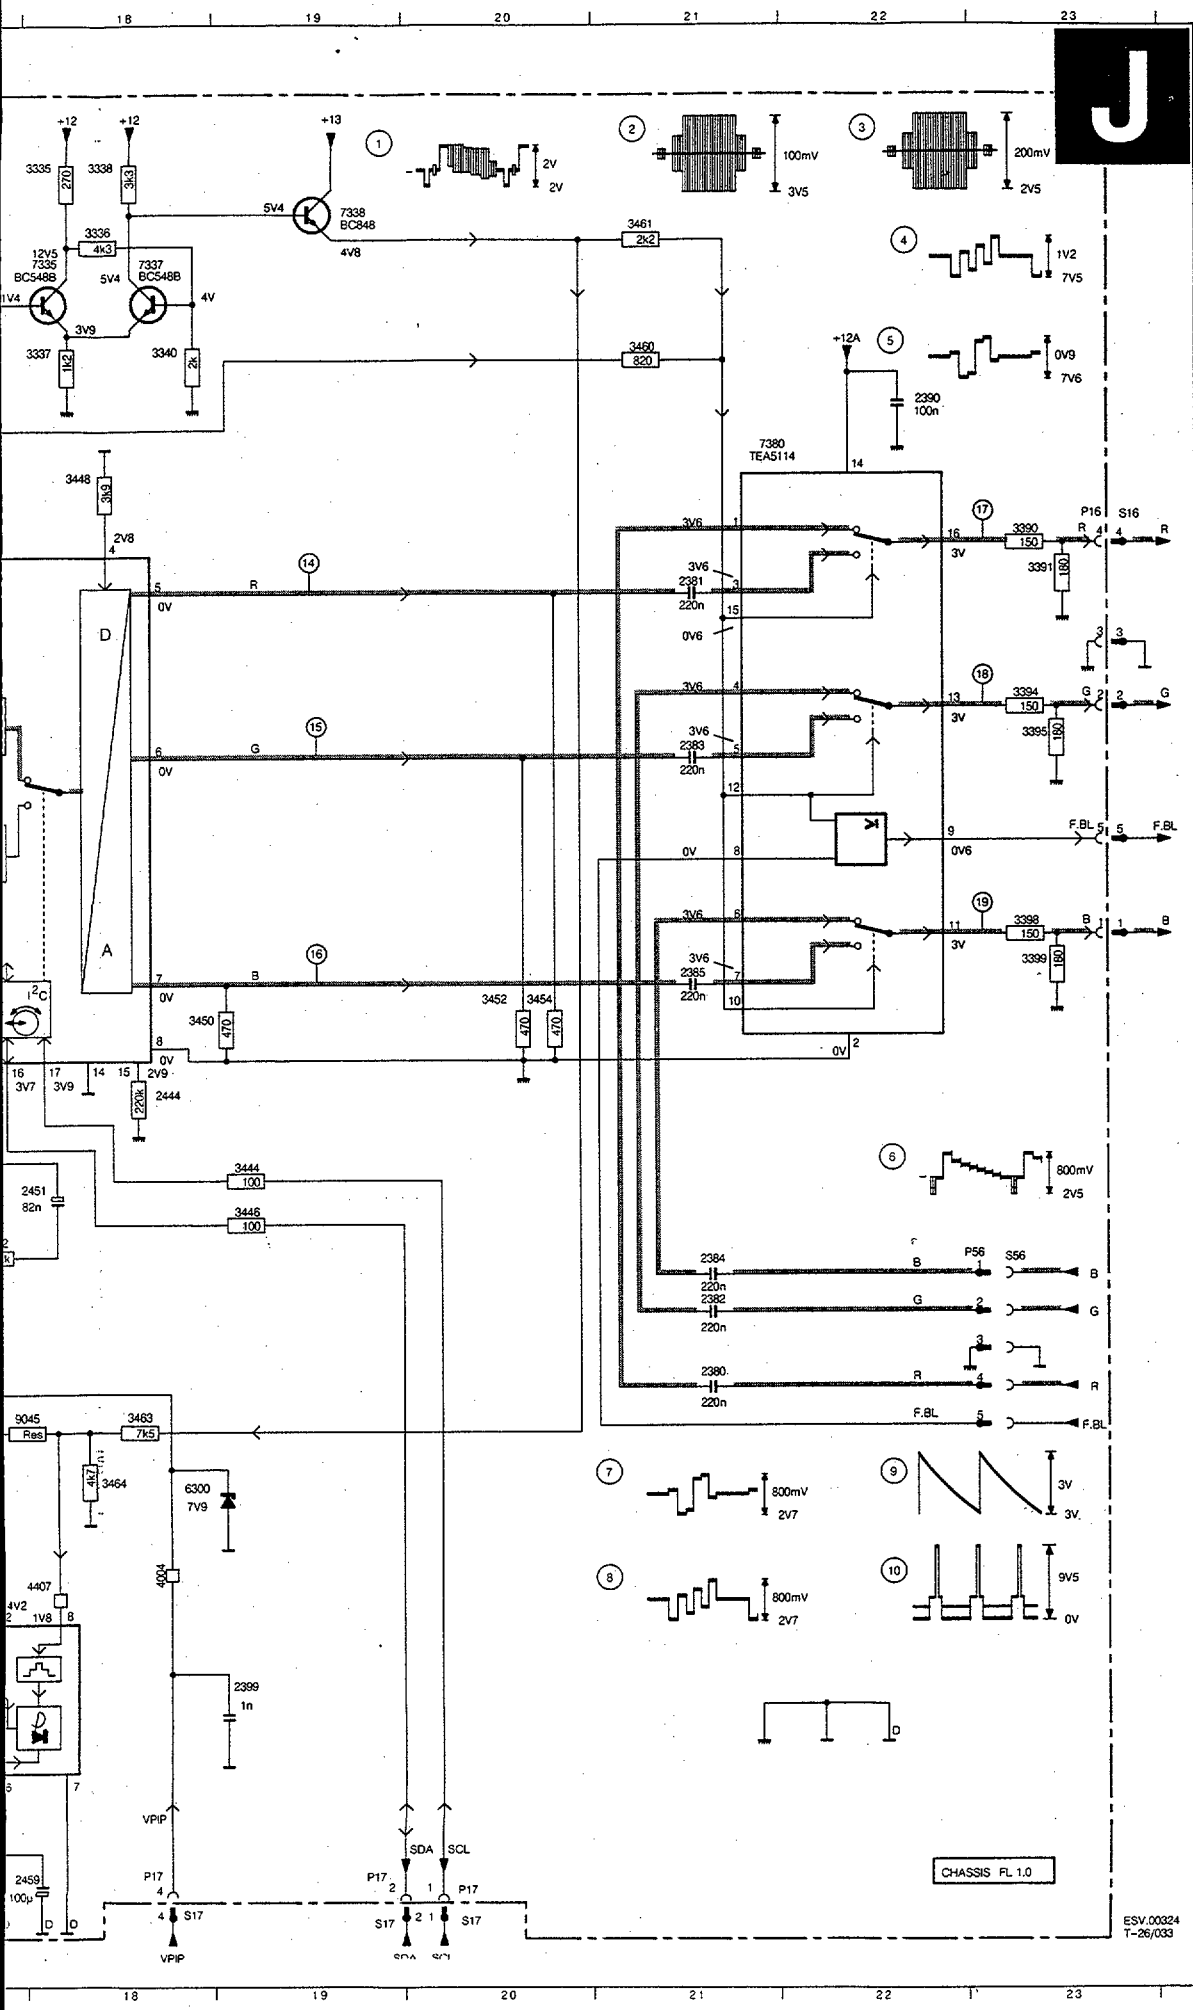 18 19 20 21 22 23
J
+12 +12 +13
1 2 3
3335 270 3338 3k3
2V
2V
100mV
3V5
200mV
2V5
5V4 7338
BC848
4V8
3336
4k3
3461
2k2
4
1V2
7V5
12V5
7335
BC548B
5V4
7337
BC548B
1V4
4V
3V9
3337 1k2 3340 2k
3460
820
+12A
5
0V9
7V6
2390
100n
7380
TEA5114
14
3448 3k9
2V8
4
3V6 1
16
3V
17
3390
150
P16 S16
R 4 4 R
3391 180
14
5 R
0V
3V6
2381 3
220n
15
0V6
D
3 3
3V6 4
13
3V
18
3394
150
G 2 2 G
3395 180
15
6 G
0V
3V6
2383 5
220n
12
0V 8
9
0V6
F.BL 5 5 F.BL
3V6 6
11
3V
19
3398
150
B 1 1 B
3399 180
A
16
7 B
0V
3V6
2385 7
220n
10
I2C
3450 470
3452 470 3454 470
8
0V
0V 2
16 17 14 15 2V9
3V7 3V9
220k 2444
3444
100
3446
100
2451
82n
2
k
6
800mV
2V5
P56 S56
2384 B 1 B
220n
2382 G 2 G
220n
3
2380 R 4 R
220n
F.BL 5 F.BL
9045
Res
3463
7k5
4k7 3464
6300
7V9
7
800mV
2V7
9
3V
3V
4004
4407
8
800mV
2V7
10
9V5
0V
4V2
2 1V8 8
2399
1n
D
6 7
VPIP
SDA SCL
CHASSIS FL 1.0
2459
100µ
D D
P17 4
P17 2 1 P17
4 S17
S17 2 1 S17
VPIP SDA SCL
ESV.00324
T-26/033
18 19 20 21 22 23